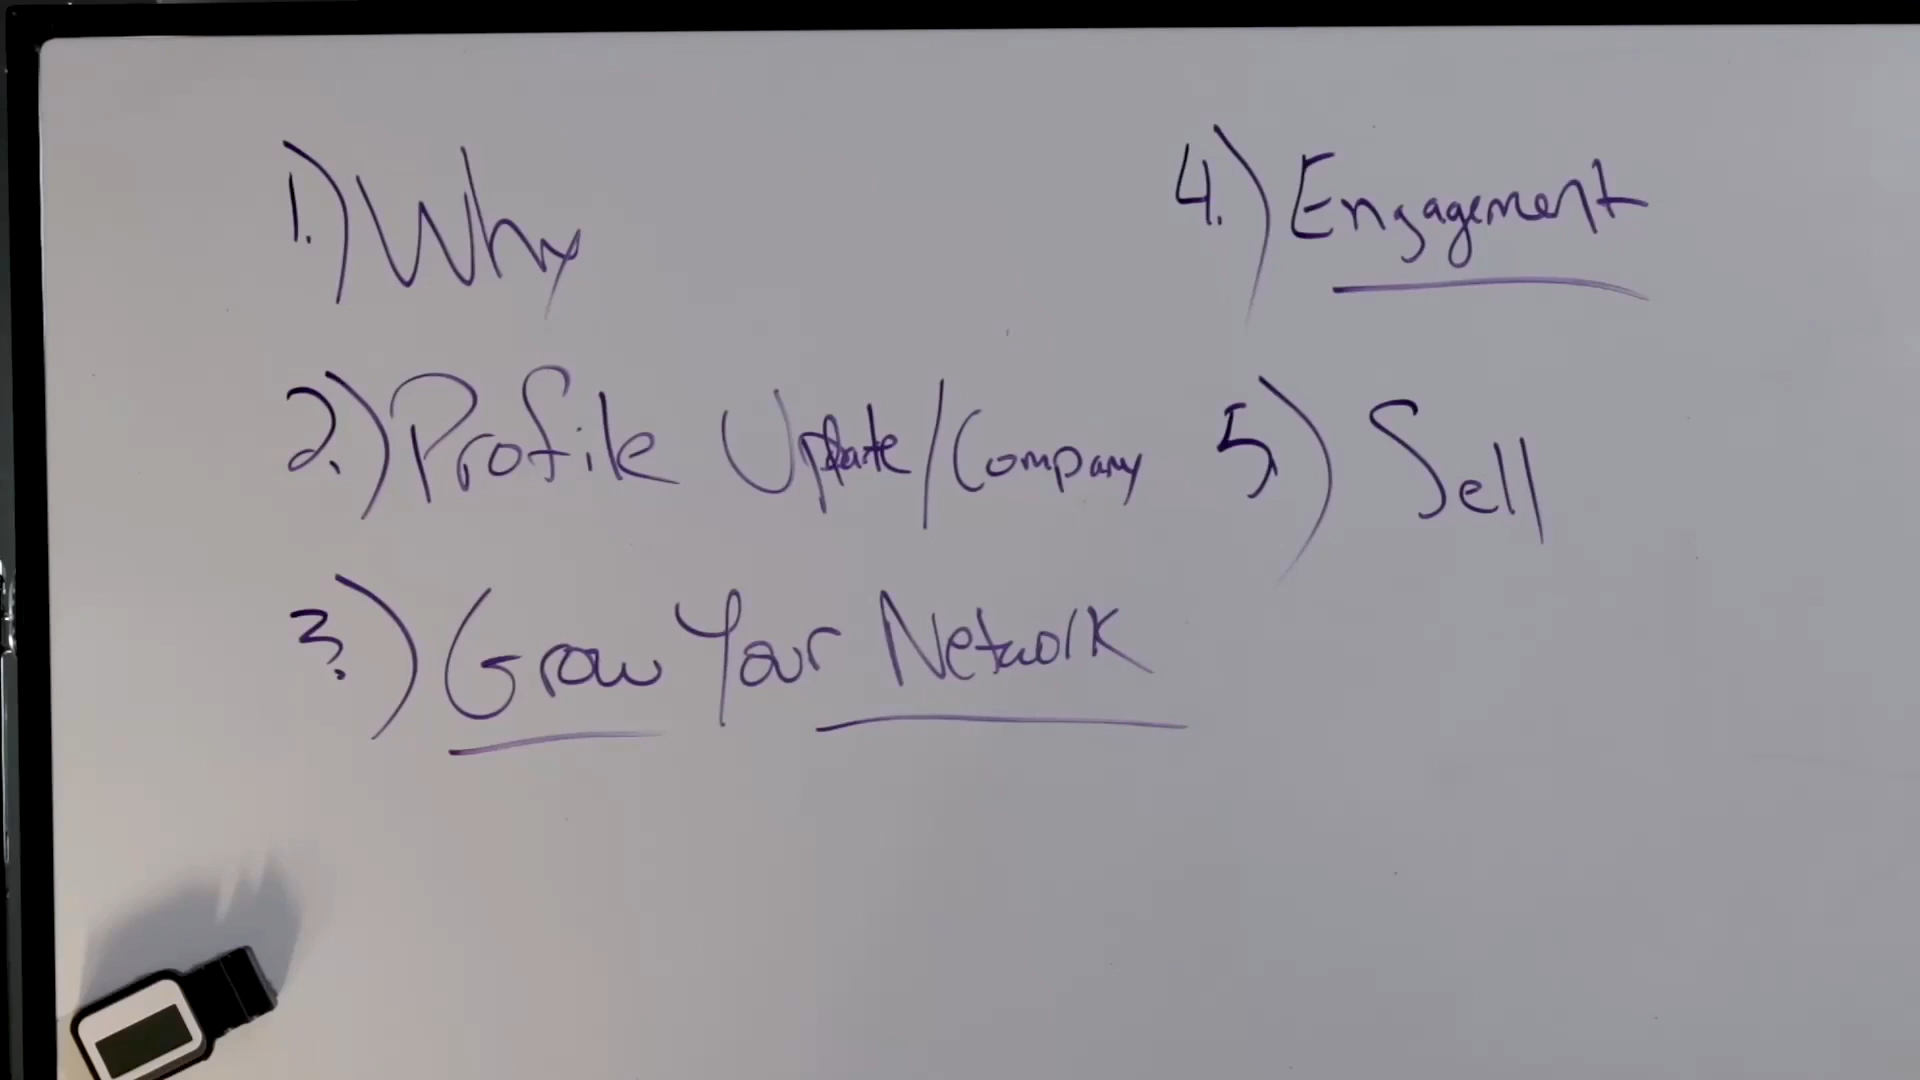 1.) Why
2.) Profile Update/Company
3.) Grow Your Network
4.) Engagement
5.) Sell